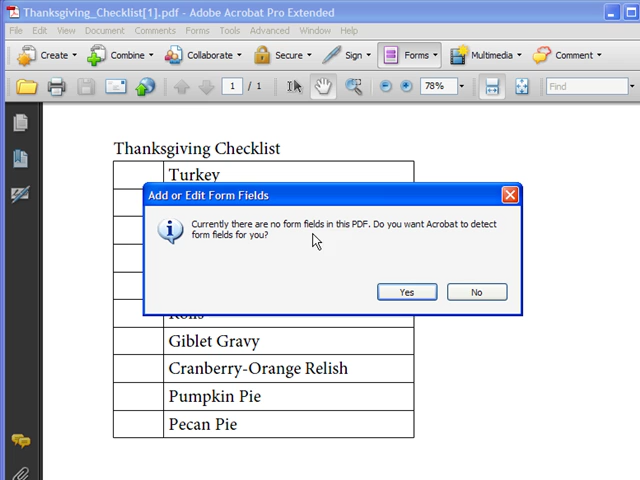 Thanksgiving_Checklist[1].pdf - Adobe Acrobat Pro Extended
File Edit View Document Comments Forms Tools Advanced Window Help
Create Combine Collaborate Secure Sign Forms Multimedia Comment
1 / 1 78% Find
Thanksgiving Checklist
Turkey
Add or Edit Form Fields
Currently there are no form fields in this PDF. Do you want Acrobat to detect
form fields for you?
Yes No
Rolls
Giblet Gravy
Cranberry-Orange Relish
Pumpkin Pie
Pecan Pie